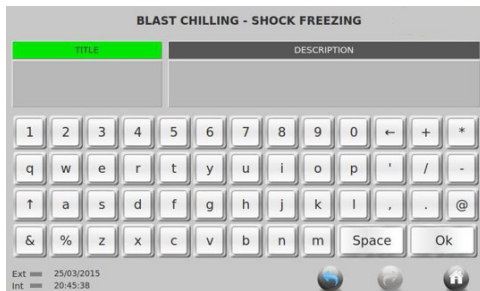 BLAST CHILLING - SHOCK FREEZING
TITLE DESCRIPTION
1 2 3 4 5 6 7 8 9 0 ← + *
q w e r t y u i o p ' / -
↑ a s d f g h j k l , . @
& % z x c v b n m Space Ok
Ext 25/03/2015
Int 20:45:38